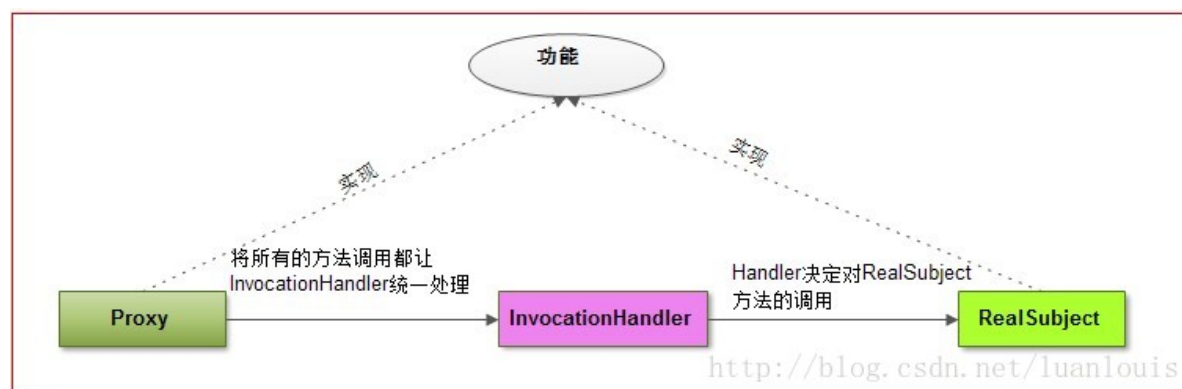 功能
实现
实现
将所有的方法调用都让
InvocationHandler统一处理
Handler决定对RealSubject
方法的调用
Proxy
InvocationHandler
RealSubject
http://blog.csdn.net/luanlouis